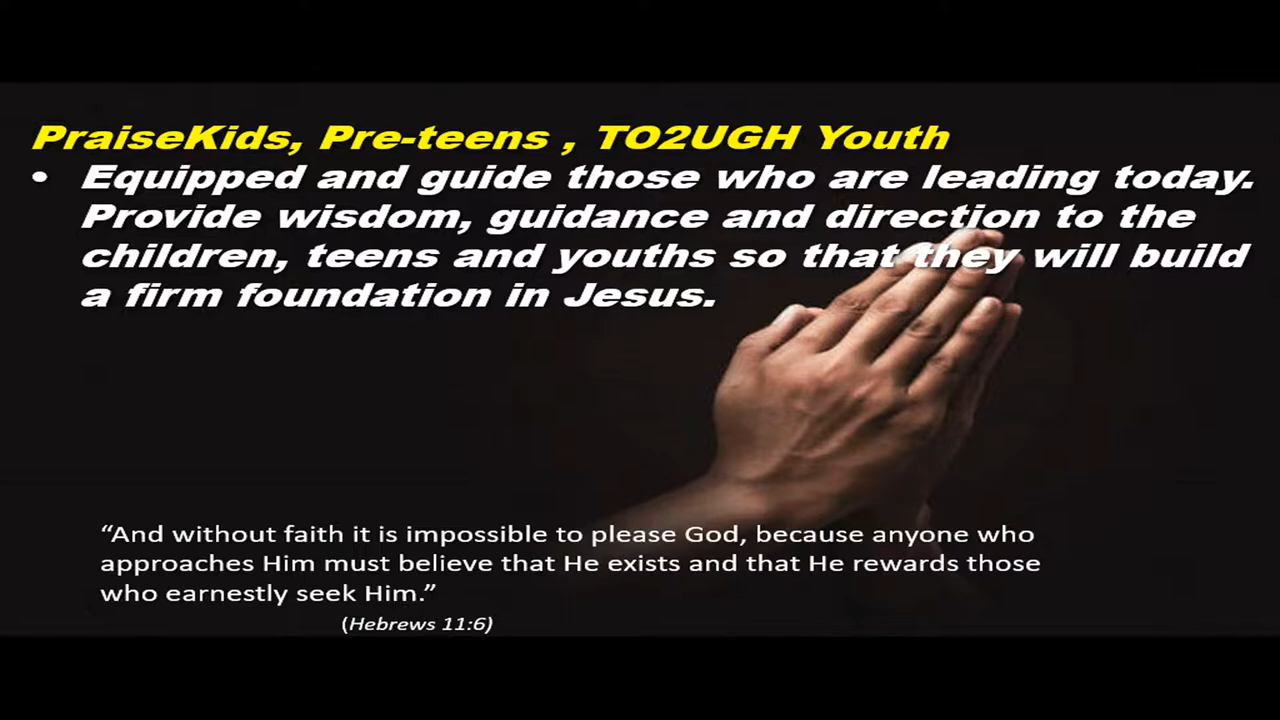 PraiseKids, Pre-teens , TO2UGH Youth
• Equipped and guide those who are leading today.
Provide wisdom, guidance and direction to the
children, teens and youths so that they will build
a firm foundation in Jesus.
“And without faith it is impossible to please God, because anyone who
approaches Him must believe that He exists and that He rewards those
who earnestly seek Him.”
(Hebrews 11:6)